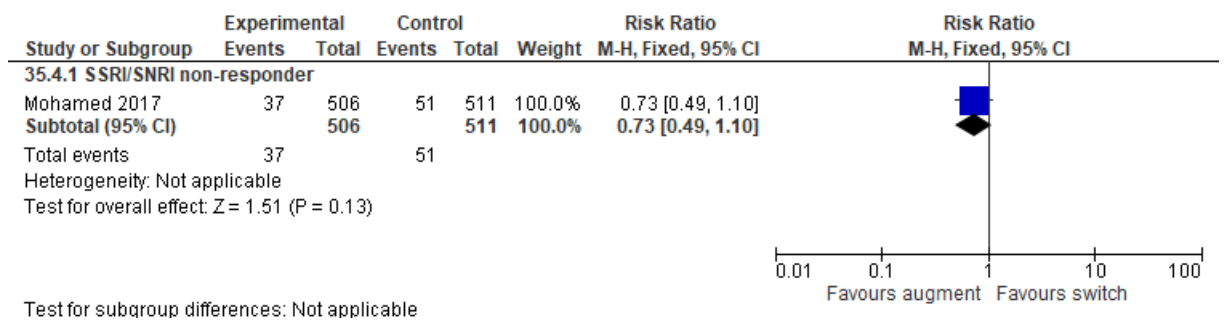 Experimental Control Risk Ratio Risk Ratio
Study or Subgroup Events Total Events Total Weight M-H, Fixed, 95% CI M-H, Fixed, 95% CI
35.4.1 SSRI/SNRI non-responder
Mohamed 2017 37 506 51 511 100.0% 0.73 [0.49, 1.10]
Subtotal (95% CI) 506 511 100.0% 0.73 [0.49, 1.10]
Total events 37 51
Heterogeneity: Not applicable
Test for overall effect: Z = 1.51 (P = 0.13)
0.01 0.1 1 10 100
Favours augment Favours switch
Test for subgroup differences: Not applicable